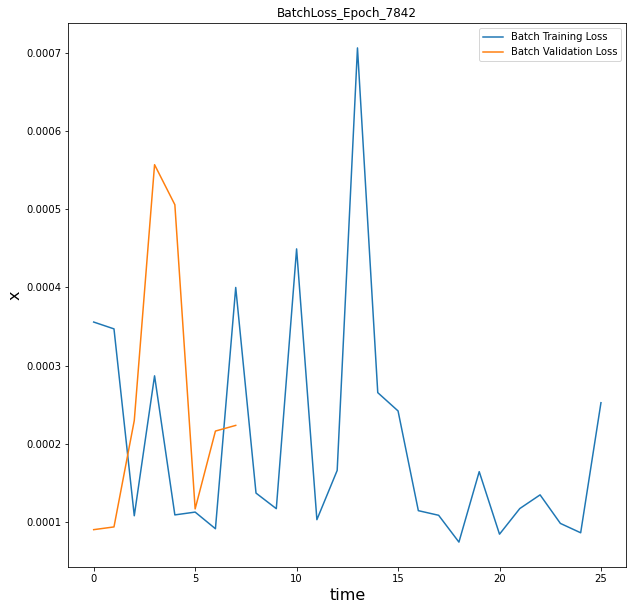 BatchLoss_Epoch_7842
Batch Training Loss
Batch Validation Loss
0.0007
0.0006
0.0005
0.0004
0.0003
0.0002
0.0001
x
0 5 10 15 20 25
time